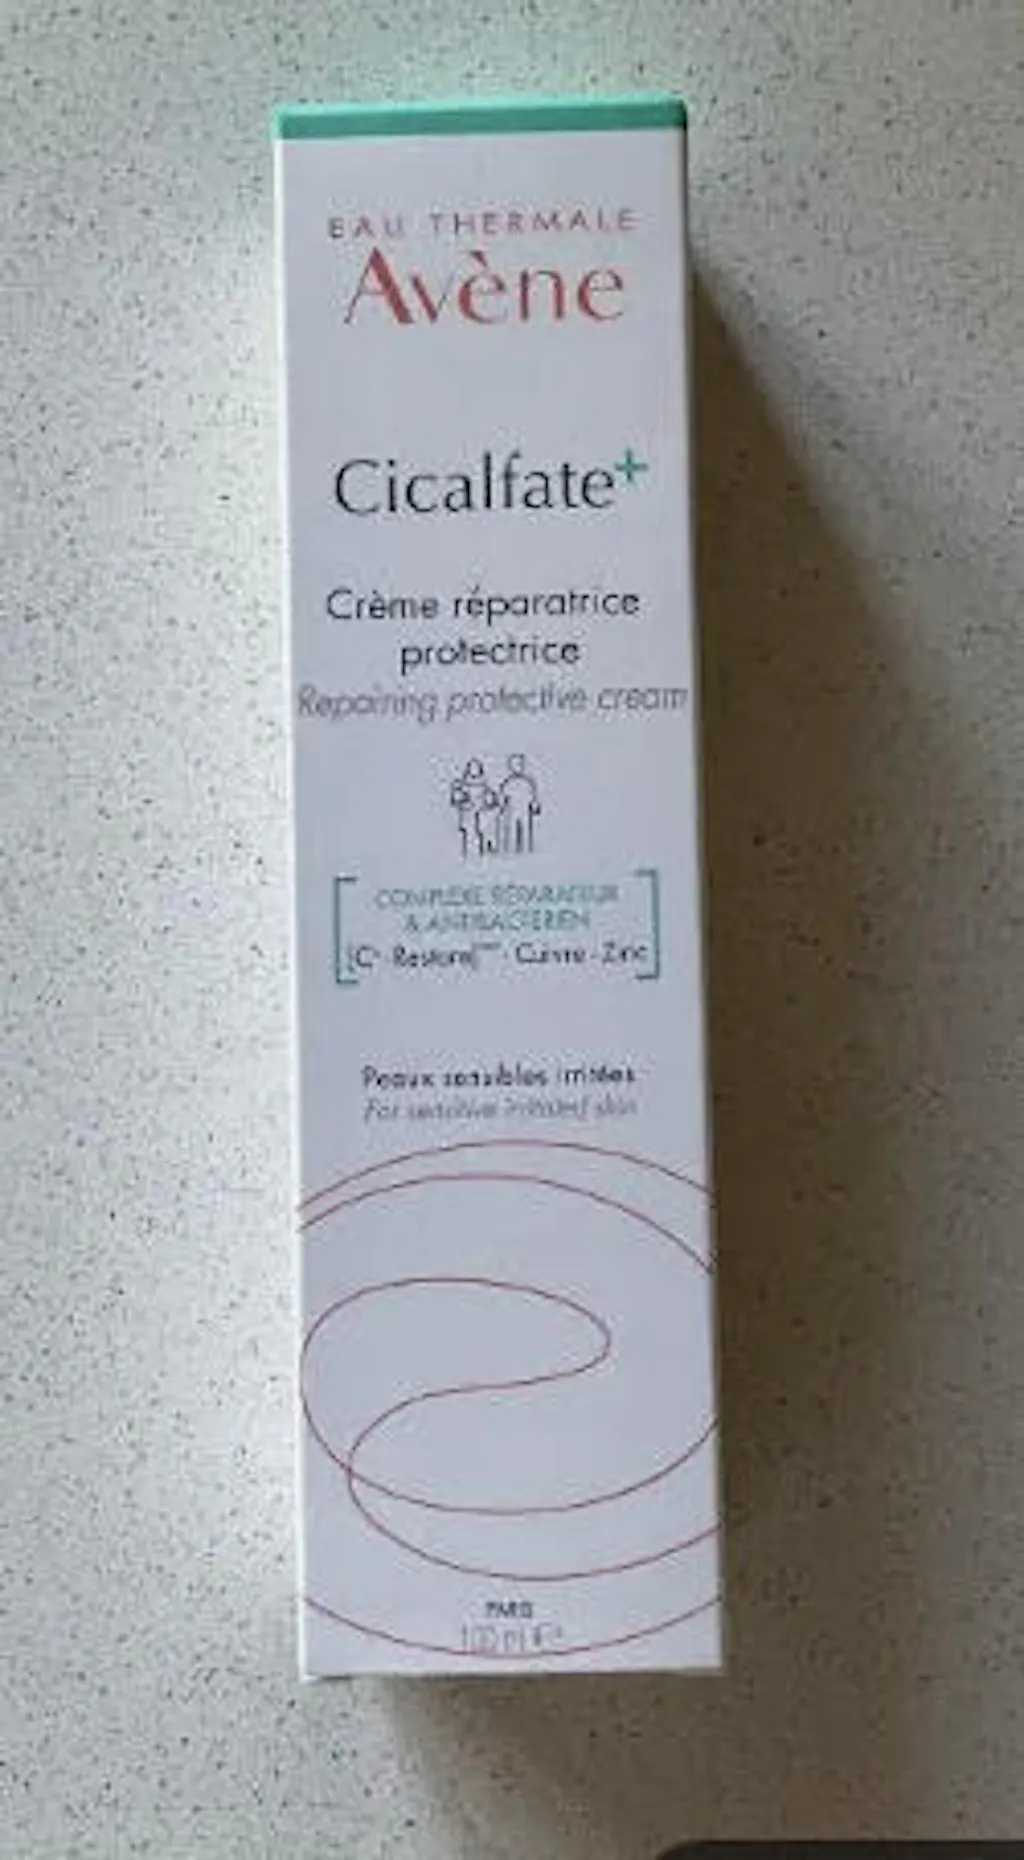 EAU THERMALE
Avène
Cicalfate+
Crème réparatrice
protectrice
Repairing protective cream
COMPLEXE RÉPARATEUR
& ANTIBACTÉRIEN
[C+ Restore]™ - Cuivre - Zinc
Peaux sensibles irritées
For sensitive irritated skin
PARIS
100 ml e